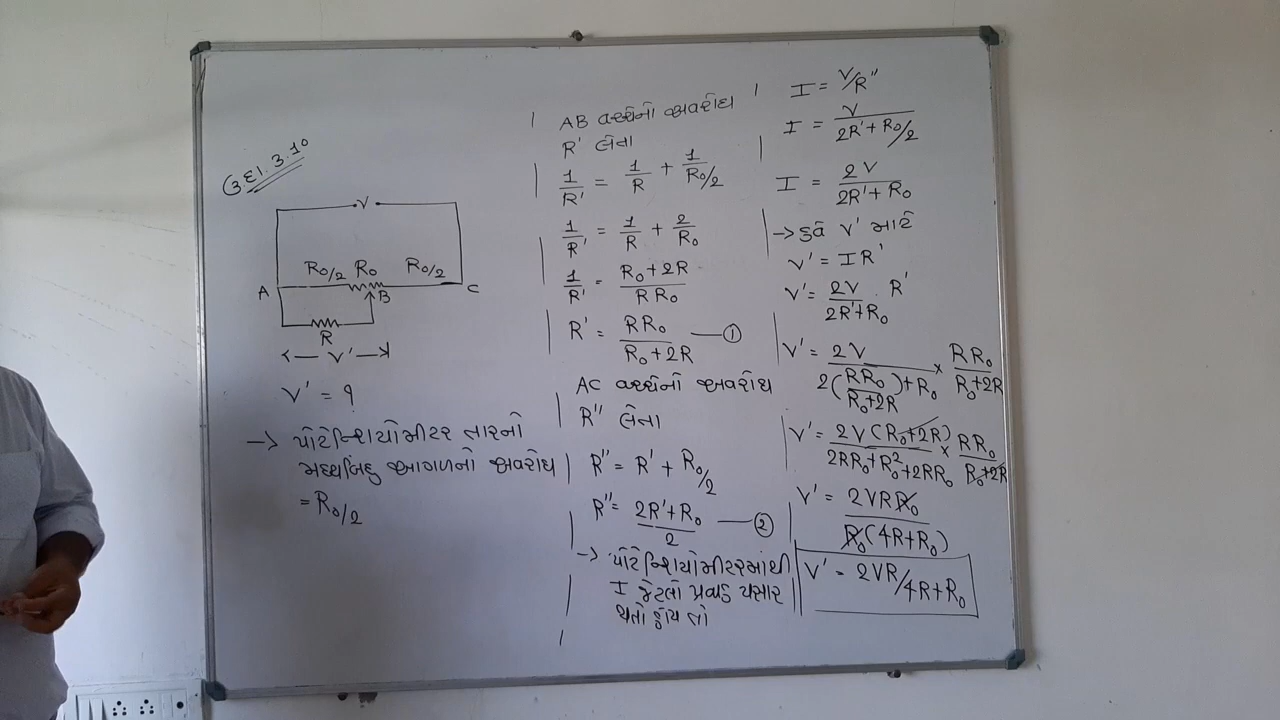 ઉદા. 3.10
V
R₀/2 R₀ R₀/2
A B C
R
<— V' —>
V' = ?
→ પોટેન્શિયોમીટર તારનો
મધ્યબિંદુ આગળનો અવરોધ
= R₀/2
AB વચ્ચેનો અવરોધ
R' લેતા
1/R' = 1/R + 1/R₀/2
1/R' = 1/R + 2/R₀
1/R' = R₀+2R / RR₀
R' = RR₀ / R₀+2R —①
AC વચ્ચેનો અવરોધ
R'' લેતા
R'' = R' + R₀/2
R'' = 2R'+R₀ / 2 —②
→ પોટેન્શિયોમીટરમાંથી
I જેટલો પ્રવાહ પસાર
થતો હોય તો
I = V/R''
I = V / 2R'+R₀/2
I = 2V / 2R'+R₀
→ હવે V' માટે
V' = IR'
V' = 2V / 2R'+R₀ . R'
V' = 2V / 2(RR₀ / R₀+2R)+R₀ × RR₀ / R₀+2R
V' = 2V(R₀+2R) / 2RR₀+R₀²+2RR₀ × RR₀ / R₀+2R
V' = 2VRR₀ / R₀(4R+R₀)
V' = 2VR/4R+R₀